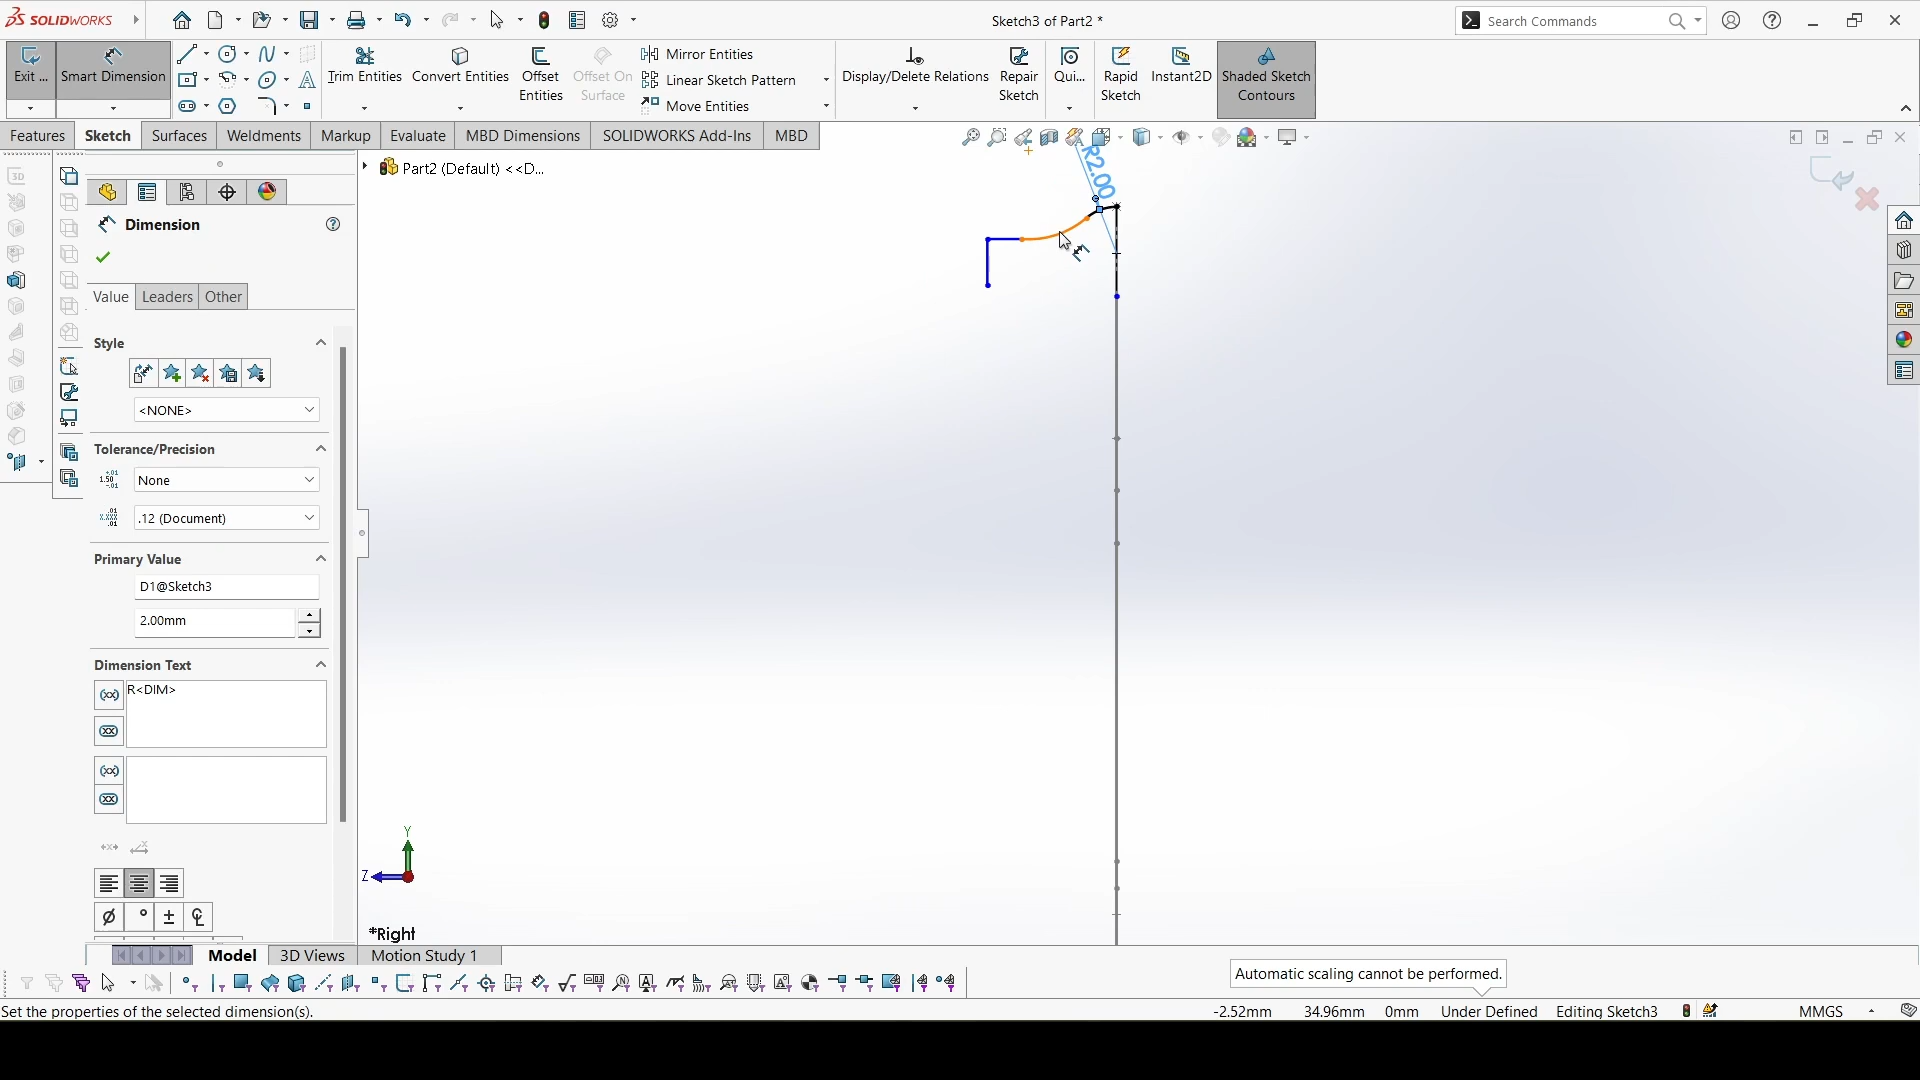 SOLIDWORKS
Sketch3 of Part2 *
Search Commands
Exit ...
Smart Dimension
Trim Entities
Convert Entities
Offset Entities
Offset On Surface
Mirror Entities
Linear Sketch Pattern
Move Entities
Display/Delete Relations
Repair Sketch
Qui...
Rapid Sketch
Instant2D
Shaded Sketch Contours
Features
Sketch
Surfaces
Weldments
Markup
Evaluate
MBD Dimensions
SOLIDWORKS Add-Ins
MBD
Part2 (Default) <<D...
R2.00
Dimension
Value
Leaders
Other
Style
<NONE>
Tolerance/Precision
None
.12 (Document)
Primary Value
D1@Sketch3
2.00mm
Dimension Text
R<DIM>
Y
Z
*Right
Model
3D Views
Motion Study 1
Automatic scaling cannot be performed.
Set the properties of the selected dimension(s).
-2.52mm
34.96mm
0mm
Under Defined
Editing Sketch3
MMGS